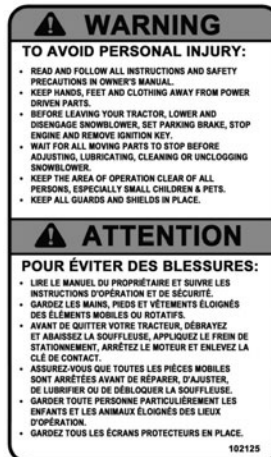 WARNING
TO AVOID PERSONAL INJURY:
• READ AND FOLLOW ALL INSTRUCTIONS AND SAFETY
PRECAUTIONS IN OWNER'S MANUAL.
• KEEP HANDS, FEET AND CLOTHING AWAY FROM POWER
DRIVEN PARTS.
• BEFORE LEAVING YOUR TRACTOR, LOWER AND
DISENGAGE SNOWBLOWER, SET PARKING BRAKE, STOP
ENGINE AND REMOVE IGNITION KEY.
• WAIT FOR ALL MOVING PARTS TO STOP BEFORE
ADJUSTING, LUBRICATING, CLEANING OR UNCLOGGING
SNOWBLOWER.
• KEEP THE AREA OF OPERATION CLEAR OF ALL
PERSONS, ESPECIALLY SMALL CHILDREN & PETS.
• KEEP ALL GUARDS AND SHIELDS IN PLACE.
ATTENTION
POUR ÉVITER DES BLESSURES:
• LIRE LE MANUEL DU PROPRIÉTAIRE ET SUIVRE LES
INSTRUCTIONS D'OPÉRATION ET DE SÉCURITÉ.
• GARDEZ LES MAINS, PIEDS ET VÊTEMENTS ÉLOIGNÉS
DES ÉLÉMENTS MOBILES OU ROTATIFS.
• AVANT DE QUITTER VOTRE TRACTEUR, DÉBRAYEZ
ET ABAISSEZ LA SOUFFLEUSE, APPLIQUEZ LE FREIN DE
STATIONNEMENT, ARRÊTEZ LE MOTEUR ET ENLEVEZ LA
CLÉ DE CONTACT.
• ASSUREZ-VOUS QUE TOUTES LES PIÈCES MOBILES
SONT ARRÊTÉES AVANT DE RÉPARER, D'AJUSTER,
DE LUBRIFIER OU DE DÉBLOQUER LA SOUFFLEUSE.
• GARDER TOUTE PERSONNE PARTICULIÈREMENT LES
ENFANTS ET LES ANIMAUX ÉLOIGNÉS DES LIEUX
D'OPÉRATION.
• GARDEZ TOUS LES ÉCRANS PROTECTEURS EN PLACE.
102125